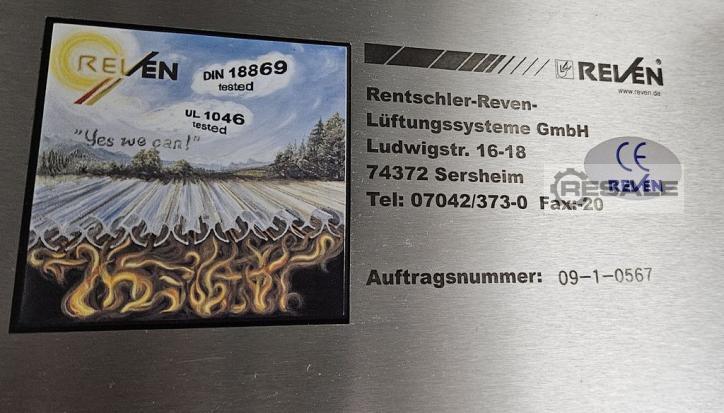 REVEN
DIN 18869
tested
UL 1046
tested
"Yes we can!"
REVEN®
www.reven.de
Rentschler-Reven-
Lüftungssysteme GmbH
Ludwigstr. 16-18
74372 Sersheim
Tel: 07042/373-0 Fax:-20
CE
REVEN
RESALE
Auftragsnummer: 09-1-0567